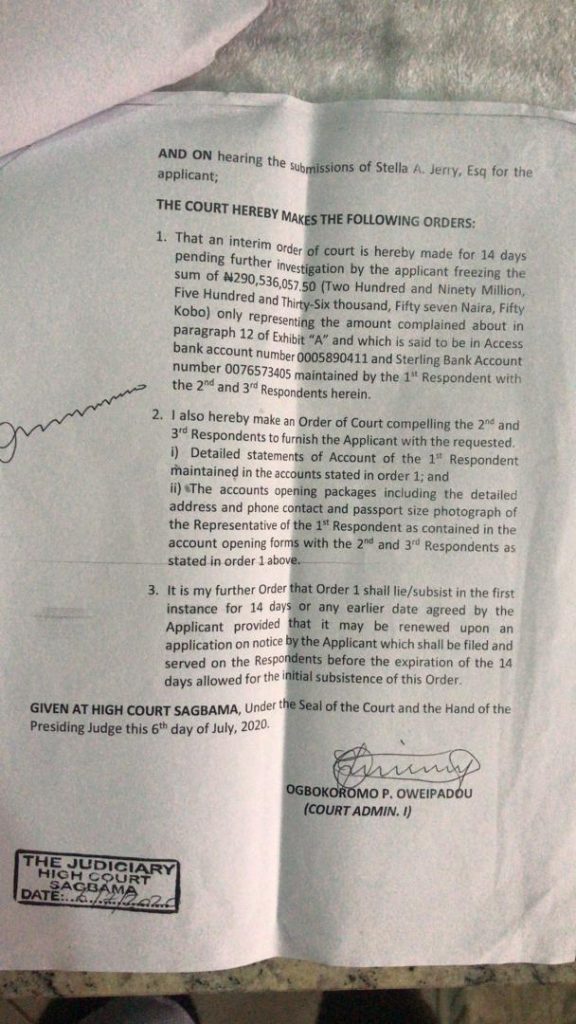 AND ON hearing the submissions of Stella A. Jerry, Esq for the
applicant;
THE COURT HEREBY MAKES THE FOLLOWING ORDERS:
1. That an interim order of court is hereby made for 14 days
pending further investigation by the applicant freezing the
sum of ₦290,536,057.50 (Two Hundred and Ninety Million,
Five Hundred and Thirty-Six thousand, Fifty seven Naira, Fifty
Kobo) only representing the amount complained about in
paragraph 12 of Exhibit "A" and which is said to be in Access
bank account number 0005890411 and Sterling Bank Account
number 0076573405 maintained by the 1st Respondent with
the 2nd and 3rd Respondents herein.
2. I also hereby make an Order of Court compelling the 2nd and
3rd Respondents to furnish the Applicant with the requested.
i) Detailed statements of Account of the 1st Respondent
maintained in the accounts stated in order 1; and
ii) The accounts opening packages including the detailed
address and phone contact and passport size photograph of
the Representative of the 1st Respondent as contained in the
account opening forms with the 2nd and 3rd Respondents as
stated in order 1 above.
3. It is my further Order that Order 1 shall lie/subsist in the first
instance for 14 days or any earlier date agreed by the
Applicant provided that it may be renewed upon an
application on notice by the Applicant which shall be filed and
served on the Respondents before the expiration of the 14
days allowed for the initial subsistence of this Order.
GIVEN AT HIGH COURT SAGBAMA, Under the Seal of the Court and the Hand of the
Presiding Judge this 6th day of July, 2020.
OGBOKOROMO P. OWEIPADOU
(COURT ADMIN. I)
THE JUDICIARY
HIGH COURT
SAGBAMA
DATE:..6/7/2020